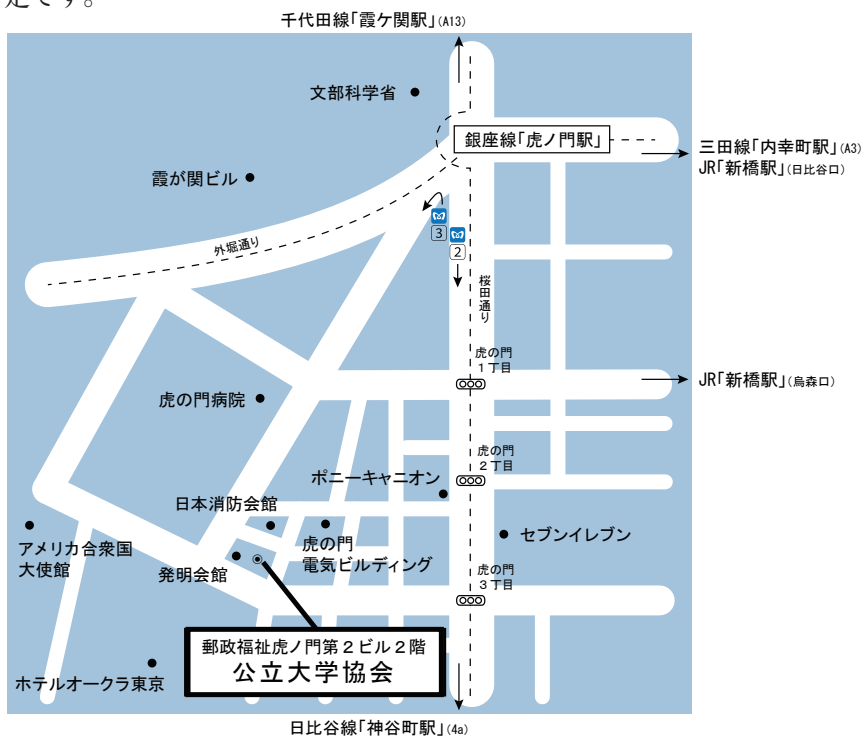 定です。
千代田線「霞ケ関駅」(A13)
文部科学省
銀座線「虎ノ門駅」
三田線「内幸町駅」(A3)
JR「新橋駅」(日比谷口)
霞が関ビル
3
2
外堀通り
桜田通り
虎の門
1丁目
JR「新橋駅」(烏森口)
虎の門病院
虎の門
2丁目
ポニーキャニオン
日本消防会館
セブンイレブン
アメリカ合衆国
大使館
発明会館
虎の門
電気ビルディング
虎の門
3丁目
郵政福祉虎ノ門第2ビル2階
公立大学協会
ホテルオークラ東京
日比谷線「神谷町駅」(4a)